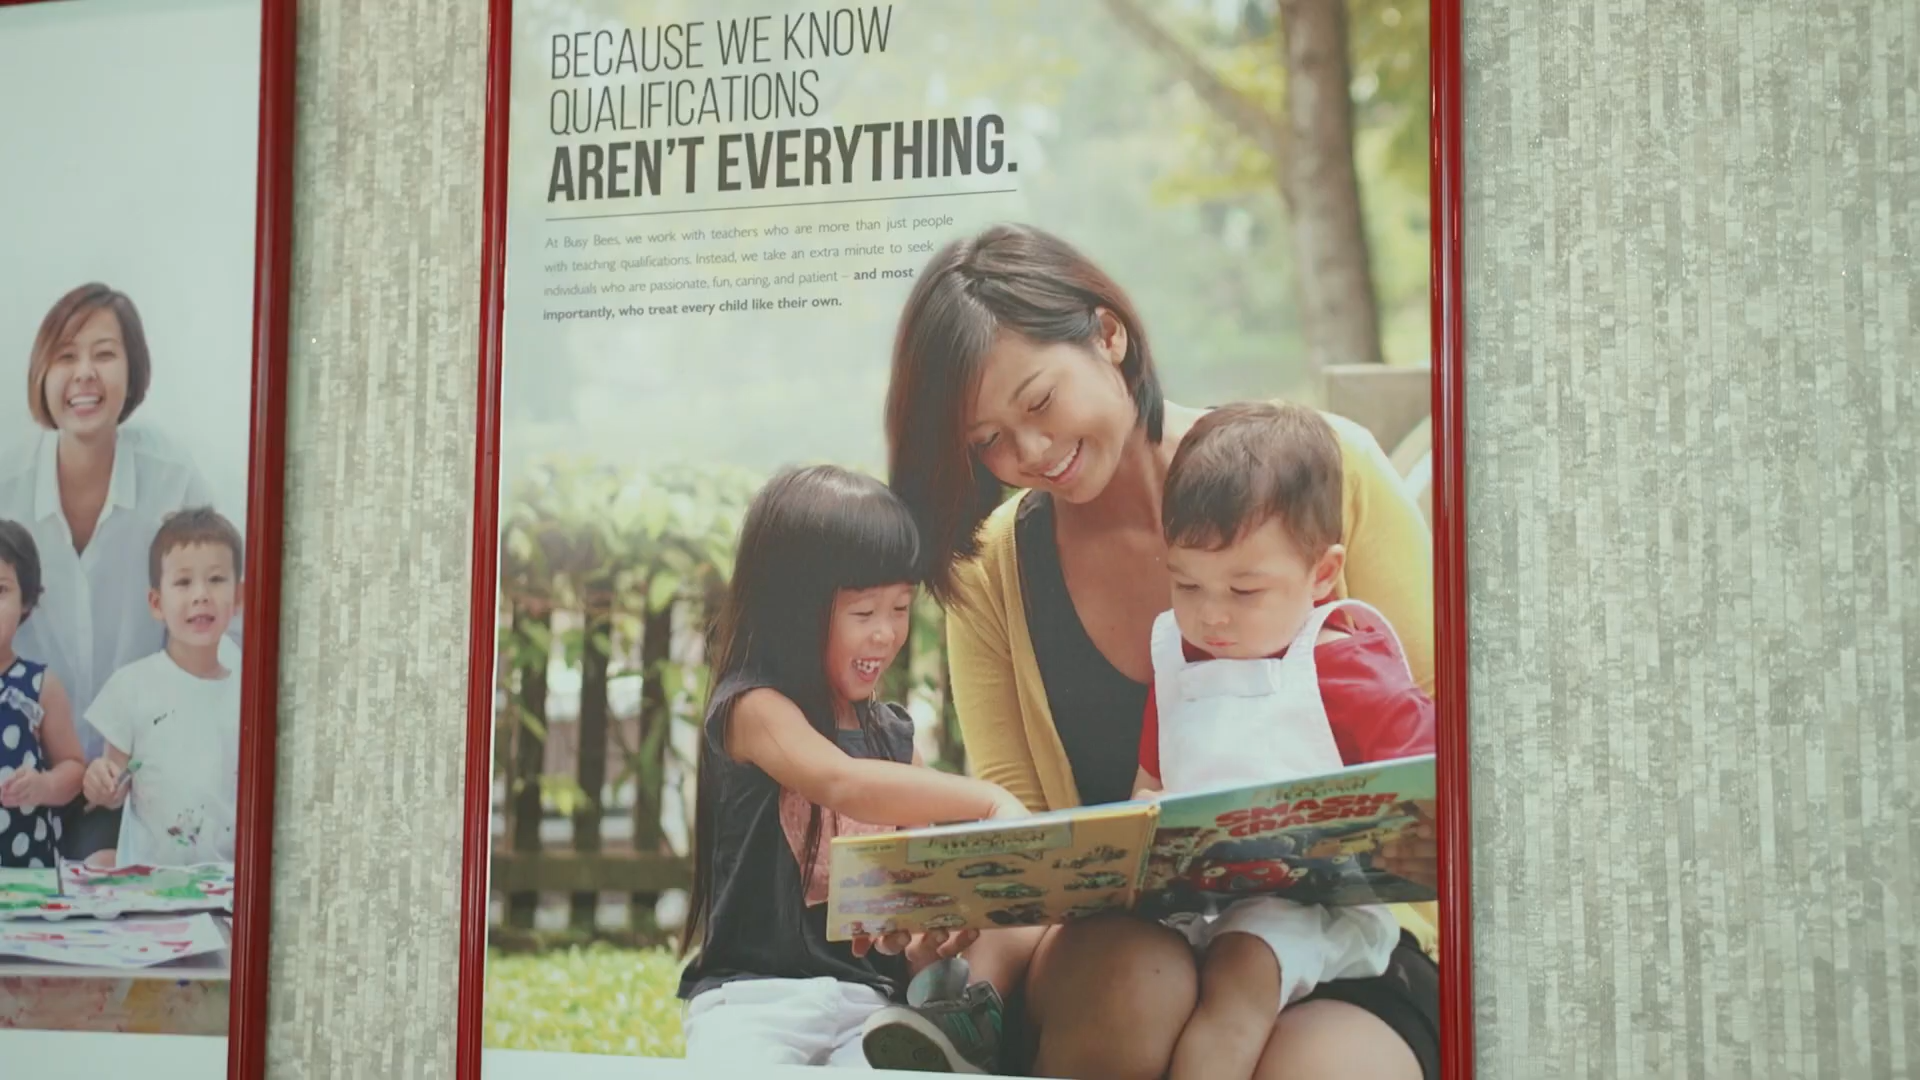 BECAUSE WE KNOW
QUALIFICATIONS
AREN'T EVERYTHING.
At Busy Bees, we work with teachers who are more than just people
with teaching qualifications. Instead, we take an extra minute to seek
individuals who are passionate, fun, caring, and patient – and most
importantly, who treat every child like their own.
SMASH!
CRASH!